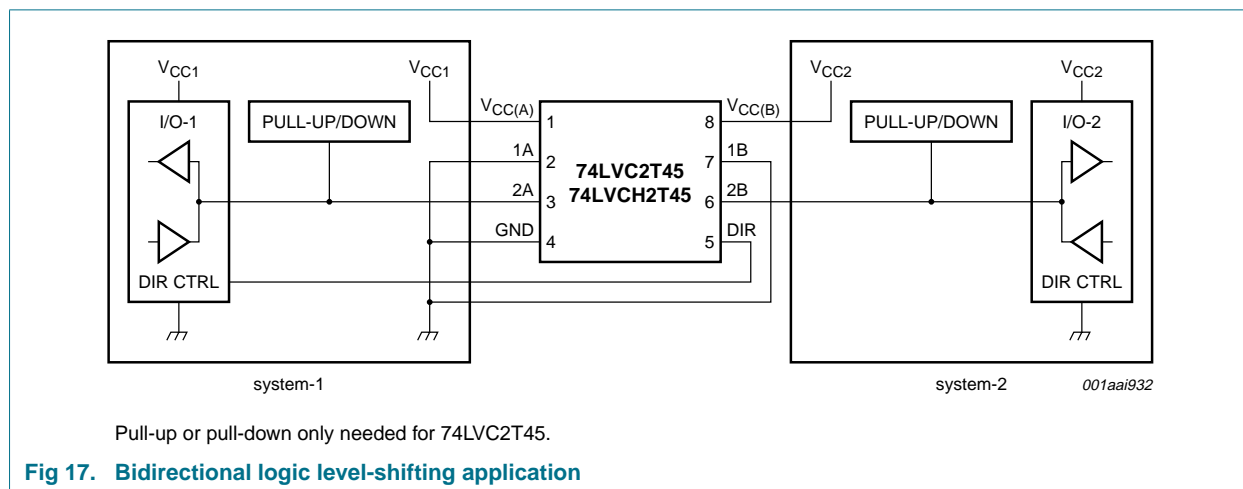 VCC1
VCC1
VCC2
VCC2
I/O-1
PULL-UP/DOWN
VCC(A)
VCC(B)
PULL-UP/DOWN
I/O-2
1
8
1A
1B
2
7
74LVC2T45
74LVCH2T45
2A
2B
3
6
GND
DIR
4
5
DIR CTRL
DIR CTRL
system-1
system-2
001aai932
Pull-up or pull-down only needed for 74LVC2T45.
Fig 17. Bidirectional logic level-shifting application